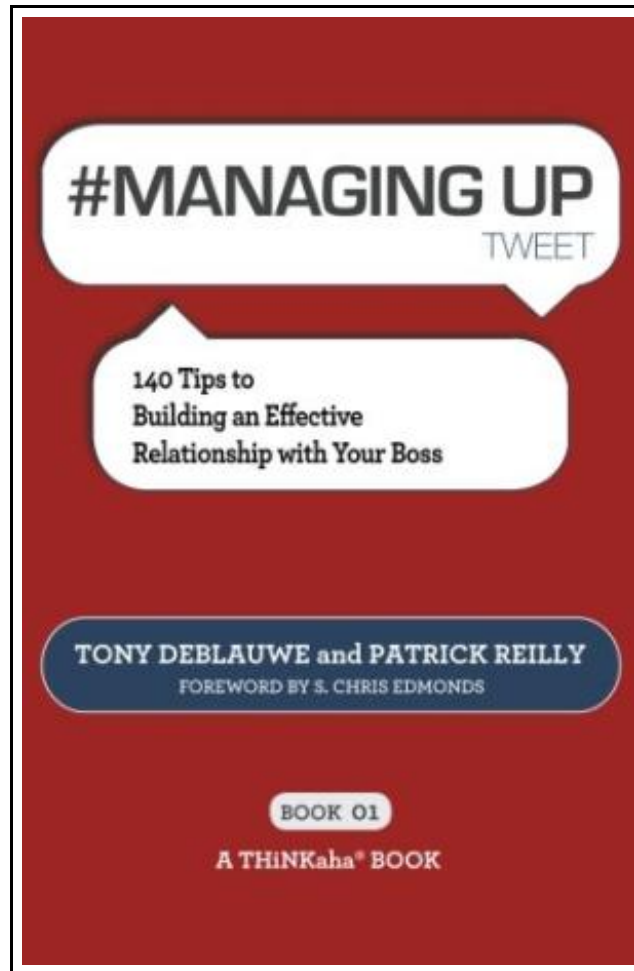 #MANAGING UP
TWEET
140 Tips to
Building an Effective
Relationship with Your Boss
TONY DEBLAUWE and PATRICK REILLY
FOREWORD BY S. CHRIS EDMONDS
BOOK 01
A THiNKaha® BOOK